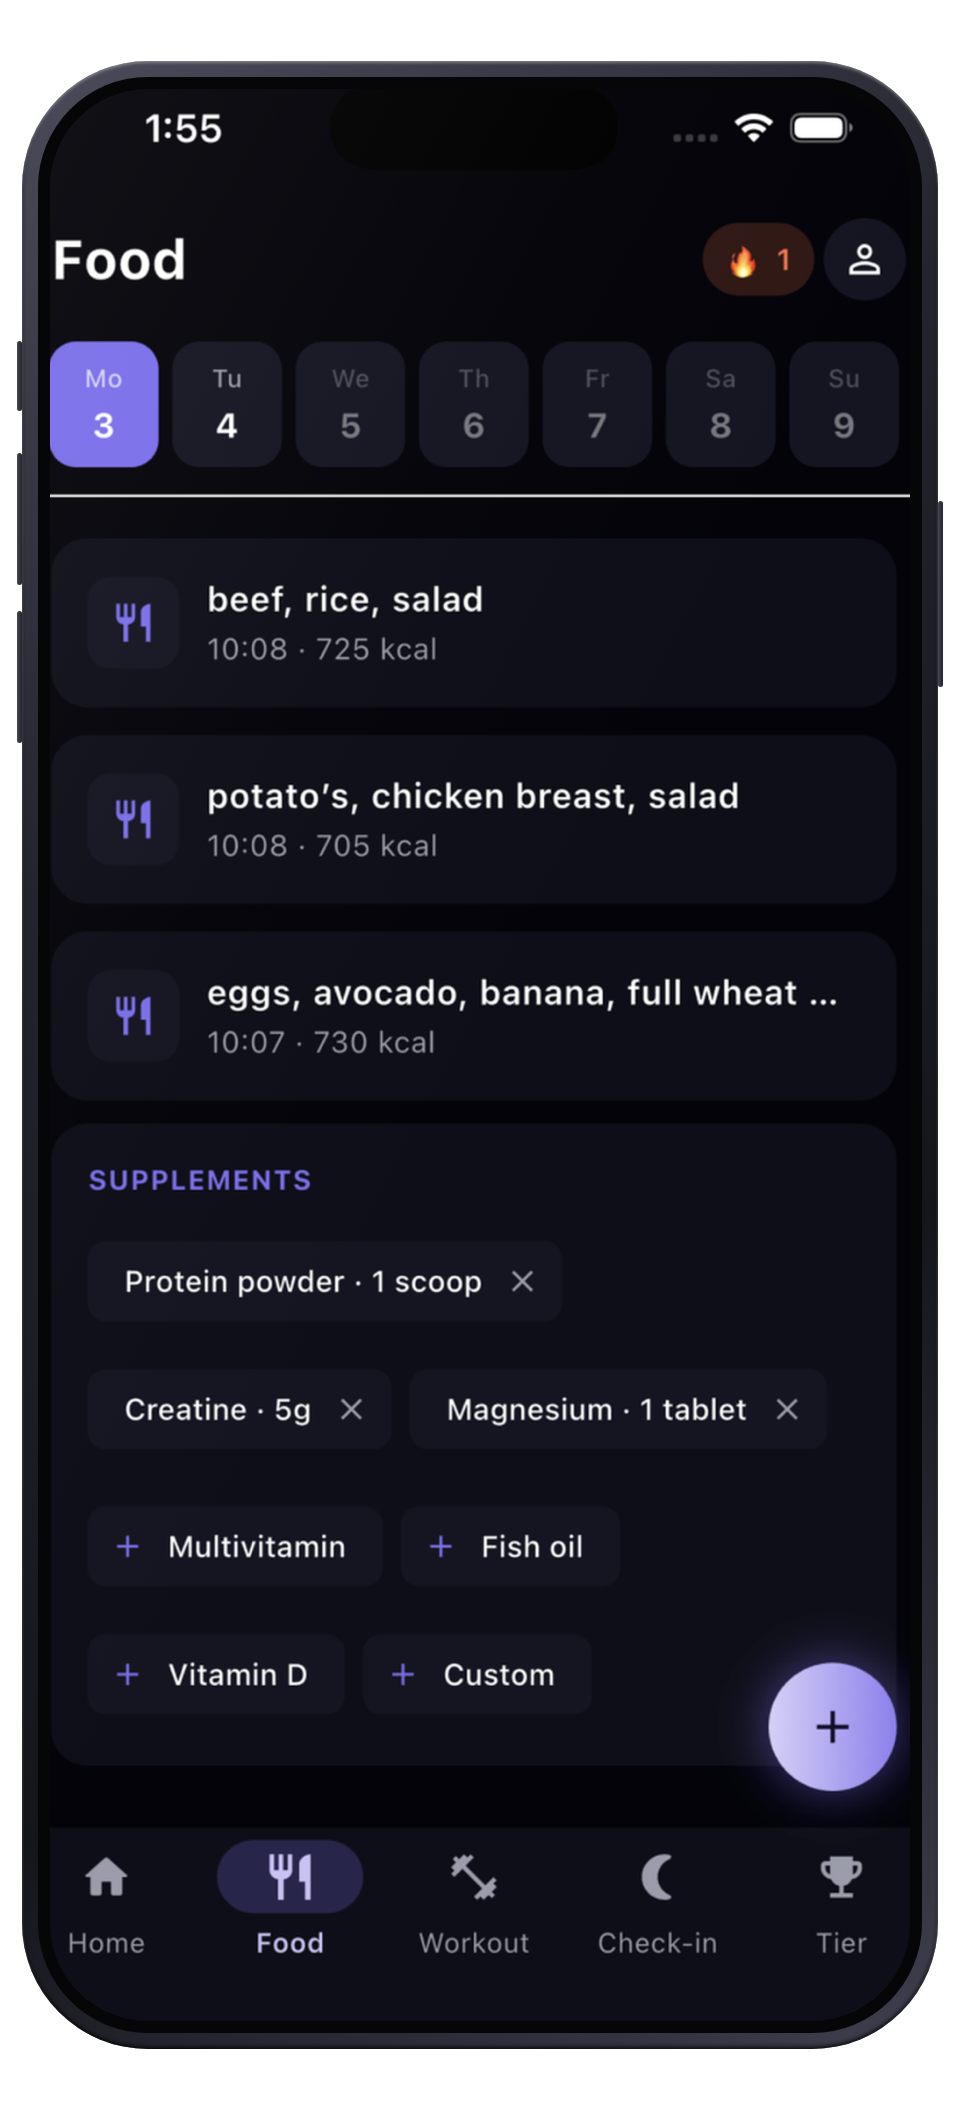 1:55
Food
1
Mo Tu We Th Fr Sa Su
3 4 5 6 7 8 9
beef, rice, salad
10:08 · 725 kcal
potato’s, chicken breast, salad
10:08 · 705 kcal
eggs, avocado, banana, full wheat ...
10:07 · 730 kcal
SUPPLEMENTS
Protein powder · 1 scoop
Creatine · 5g Magnesium · 1 tablet
Multivitamin Fish oil
Vitamin D Custom
Home Food Workout Check-in Tier